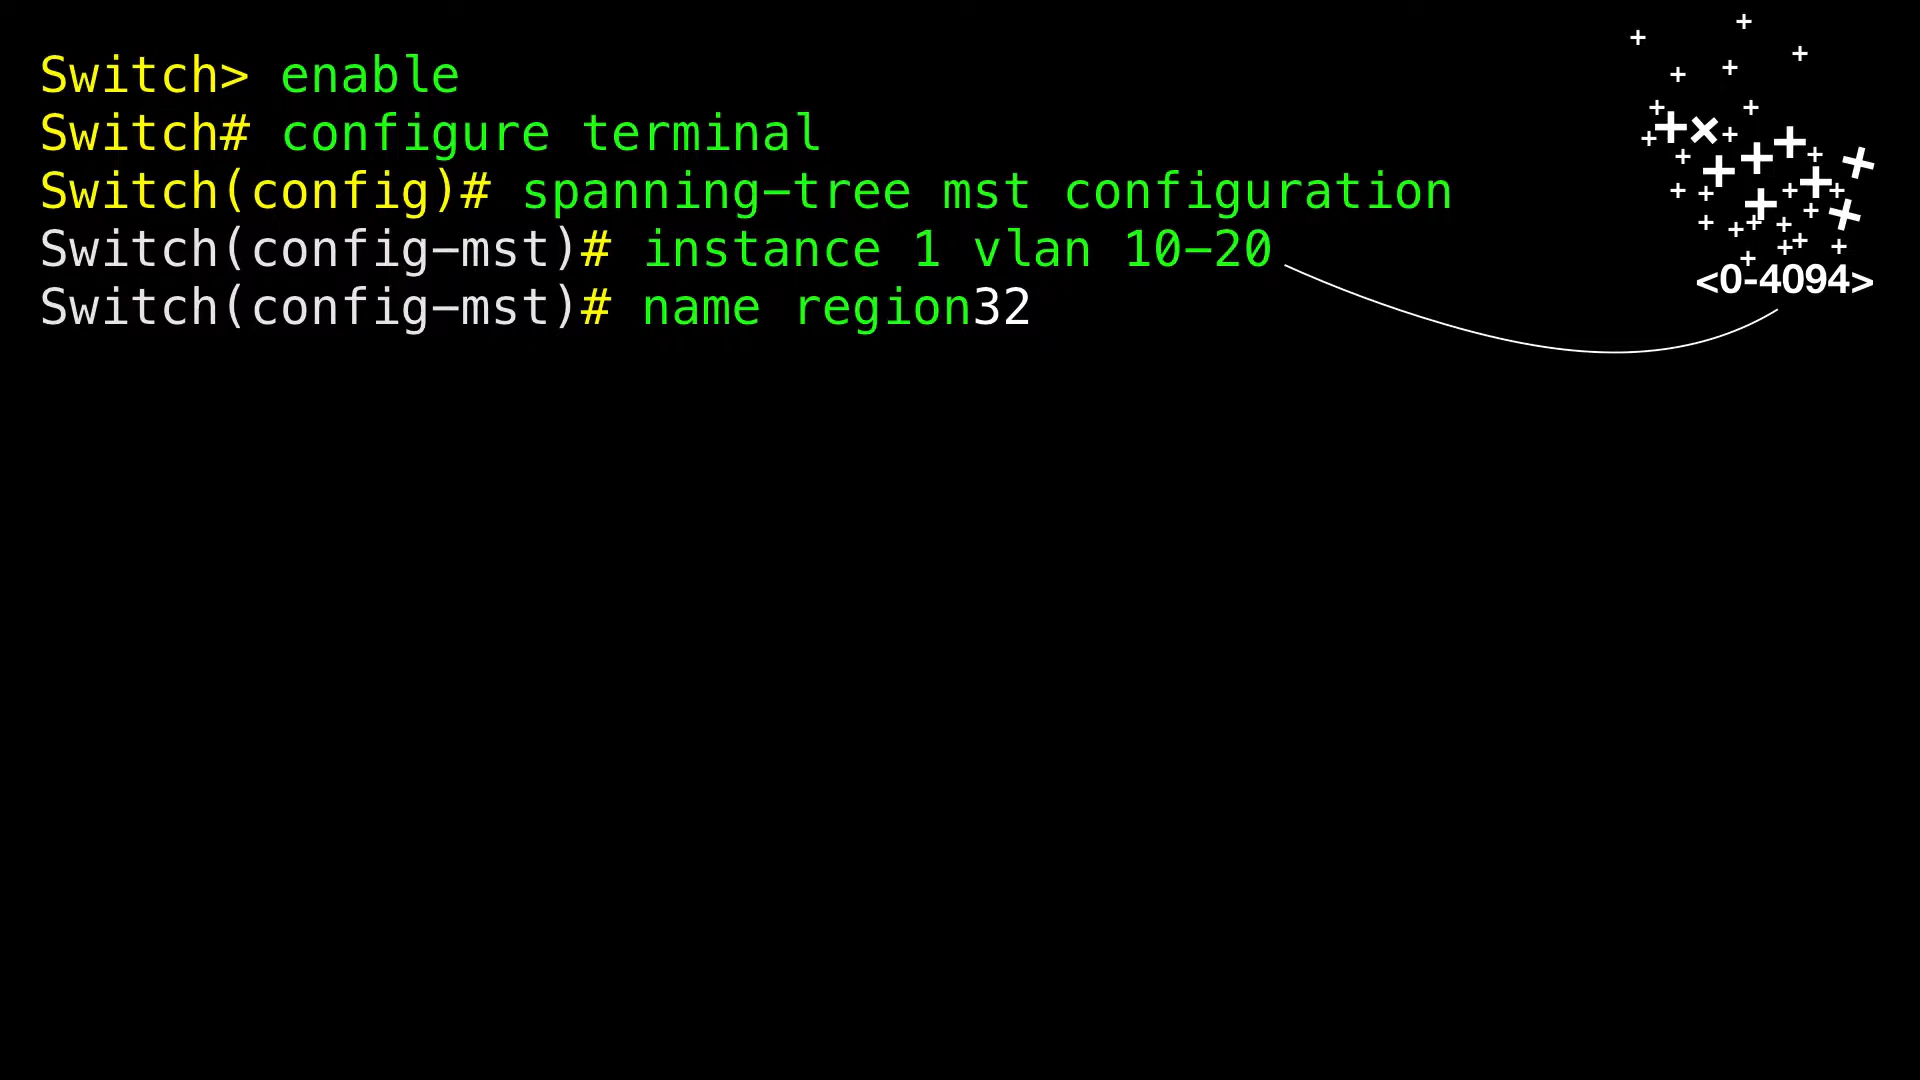 Switch> enable
Switch# configure terminal
Switch(config)# spanning-tree mst configuration
Switch(config-mst)# instance 1 vlan 10-20
<0-4094>
Switch(config-mst)# name region32